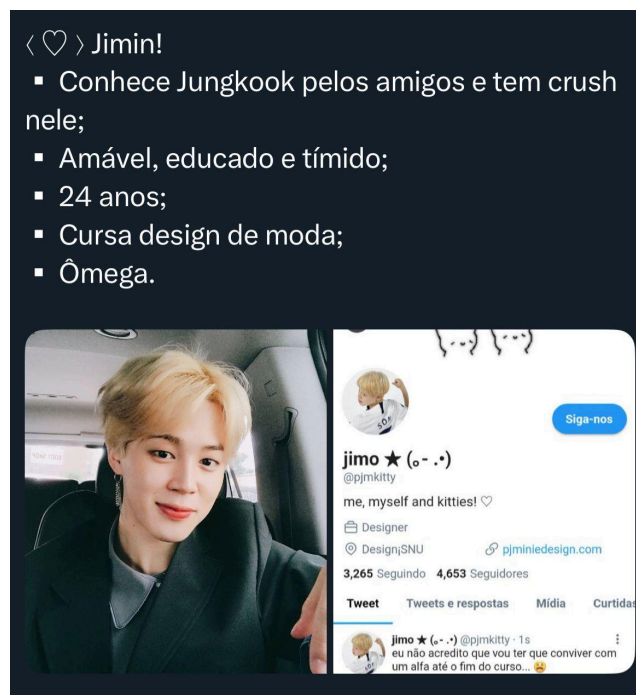 〈 ♡ 〉Jimin!
▪ Conhece Jungkook pelos amigos e tem crush
nele;
▪ Amável, educado e tímido;
▪ 24 anos;
▪ Cursa design de moda;
▪ Ômega.
Siga-nos
jimo ★ (｡- .•)
@pjmkitty
me, myself and kitties! ♡
Designer
Design¡SNU pjminiedesign.com
3,265 Seguindo 4,653 Seguidores
Tweet Tweets e respostas Mídia Curtidas
jimo ★ (｡- .•) @pjmkitty · 1s
eu não acredito que vou ter que conviver com
um alfa até o fim do curso... 😫